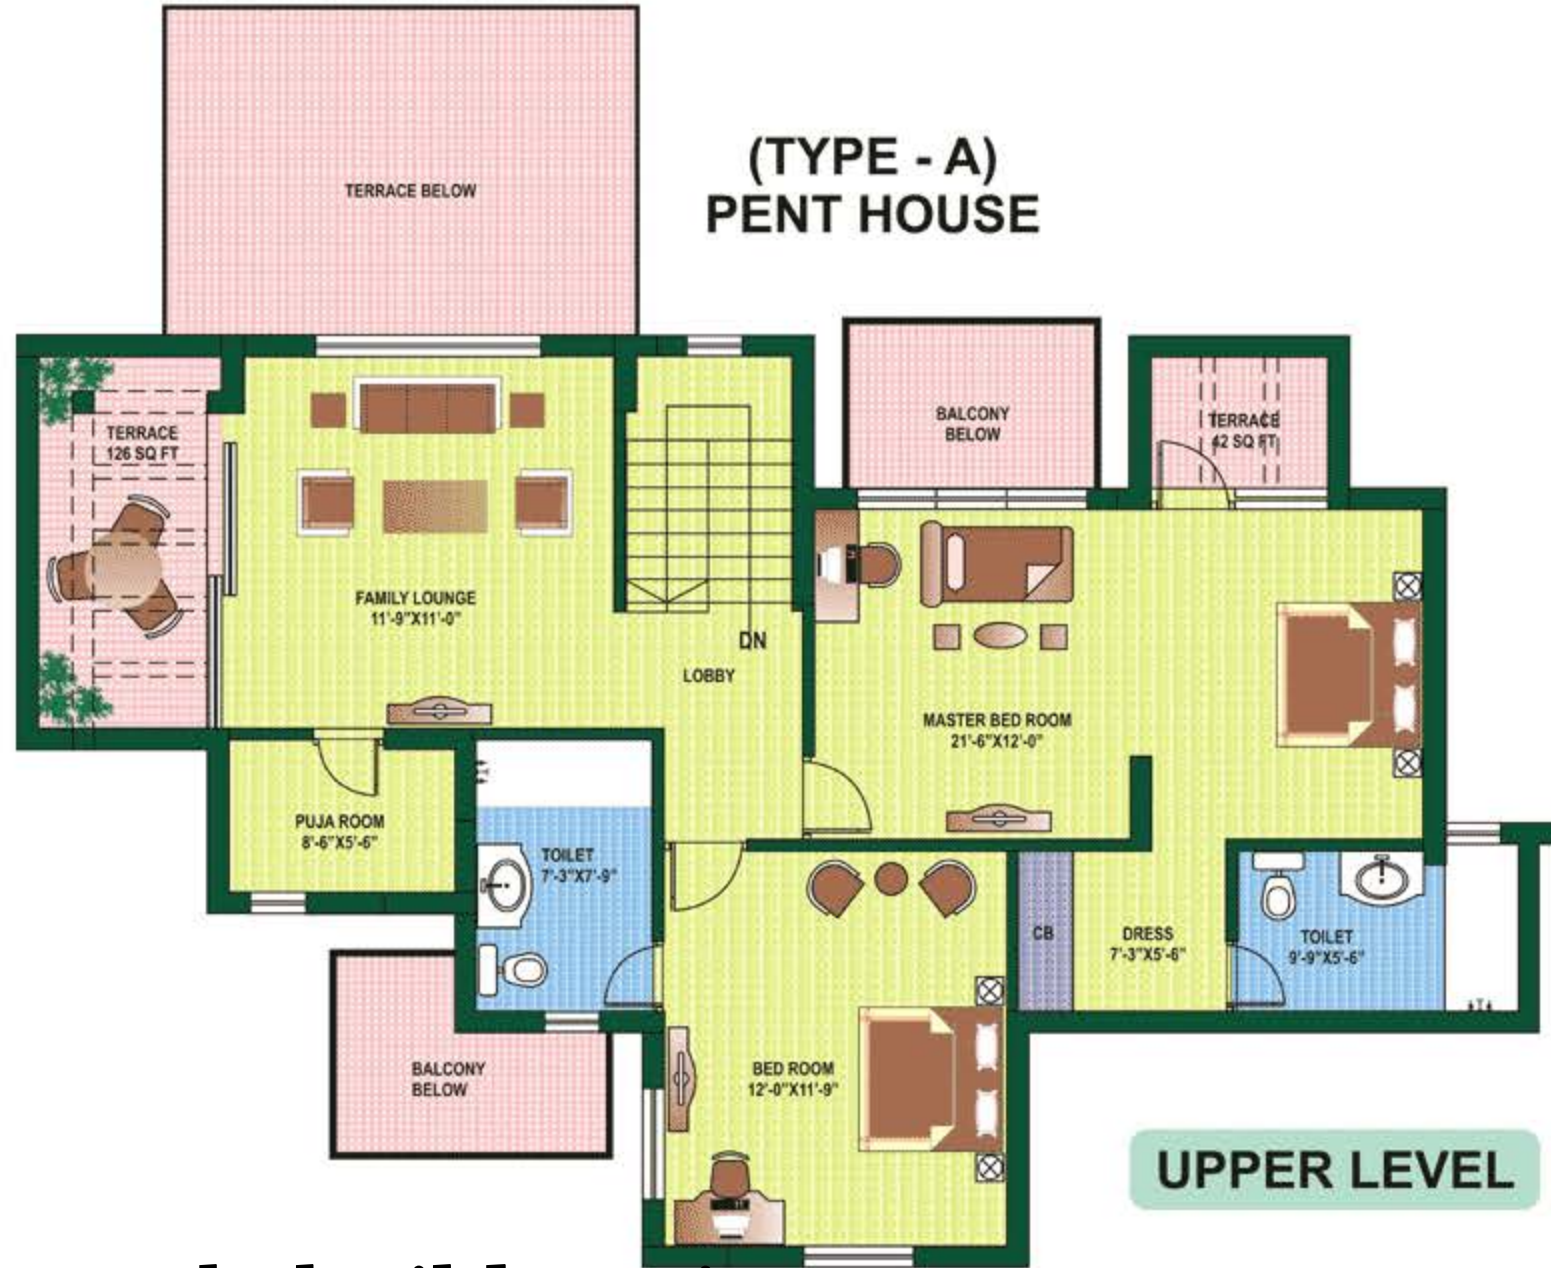 TERRACE BELOW
(TYPE - A)
PENT HOUSE
TERRACE
126 SQ FT
BALCONY
BELOW
TERRACE
42 SQ FT
FAMILY LOUNGE
11'-9"X11'-0"
DN
LOBBY
MASTER BED ROOM
21'-6"X12'-0"
PUJA ROOM
8'-6"X5'-6"
TOILET
7'-3"X7'-9"
CB
DRESS
7'-3"X5'-6"
TOILET
9'-9"X5'-6"
BALCONY
BELOW
BED ROOM
12'-0"X11'-9"
UPPER LEVEL